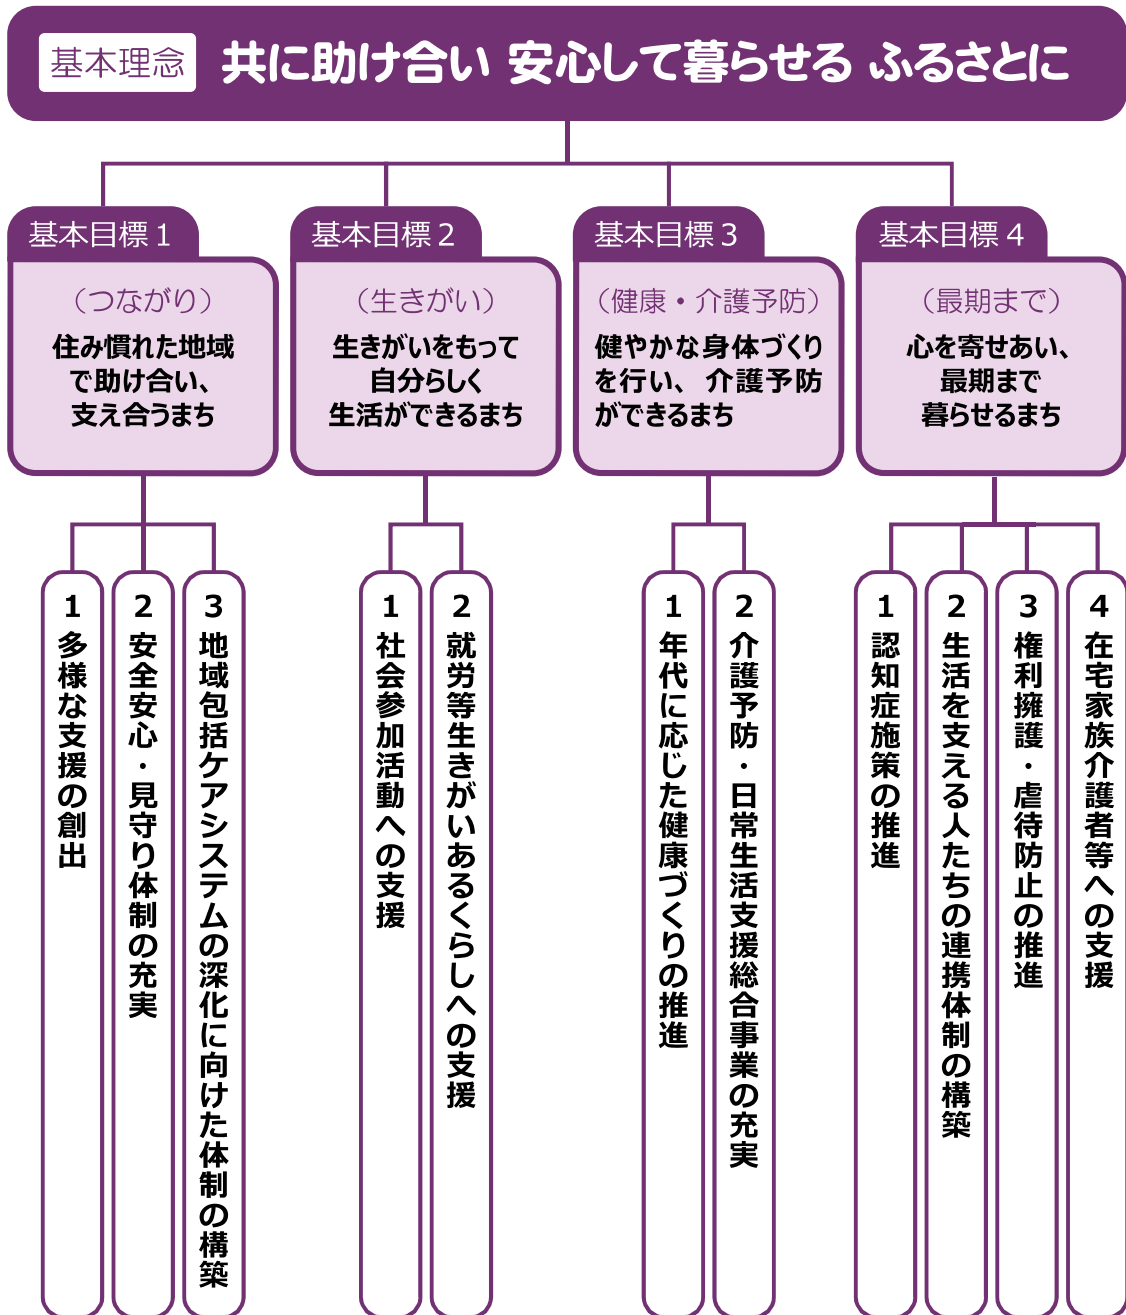 基本理念 共に助け合い 安心して暮らせる ふるさとに
基本目標１
（つながり）
住み慣れた地域
で助け合い、
支え合うまち
1 多様な支援の創出
2 安全安心・見守り体制の充実
3 地域包括ケアシステムの深化に向けた体制の構築
基本目標２
（生きがい）
生きがいをもって
自分らしく
生活ができるまち
1 社会参加活動への支援
2 就労等生きがいあるくらしへの支援
基本目標３
（健康・介護予防）
健やかな身体づくり
を行い、介護予防
ができるまち
1 年代に応じた健康づくりの推進
2 介護予防・日常生活支援総合事業の充実
基本目標４
（最期まで）
心を寄せあい、
最期まで
暮らせるまち
1 認知症施策の推進
2 生活を支える人たちの連携体制の構築
3 権利擁護・虐待防止の推進
4 在宅家族介護者等への支援